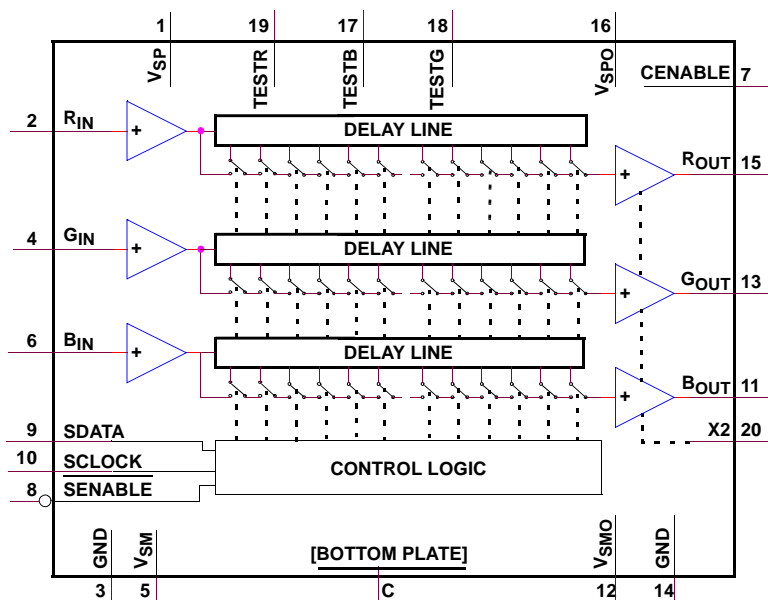 1 19 17 18 16
VSP TESTR TESTB TESTG VSPO
CENABLE 7
2 RIN + DELAY LINE + ROUT 15
4 GIN + DELAY LINE + GOUT 13
6 BIN + DELAY LINE + BOUT 11
9 SDATA X2 20
10 SCLOCK CONTROL LOGIC
8 SENABLE
GND VSM [BOTTOM PLATE] VSMO GND
3 5 C 12 14